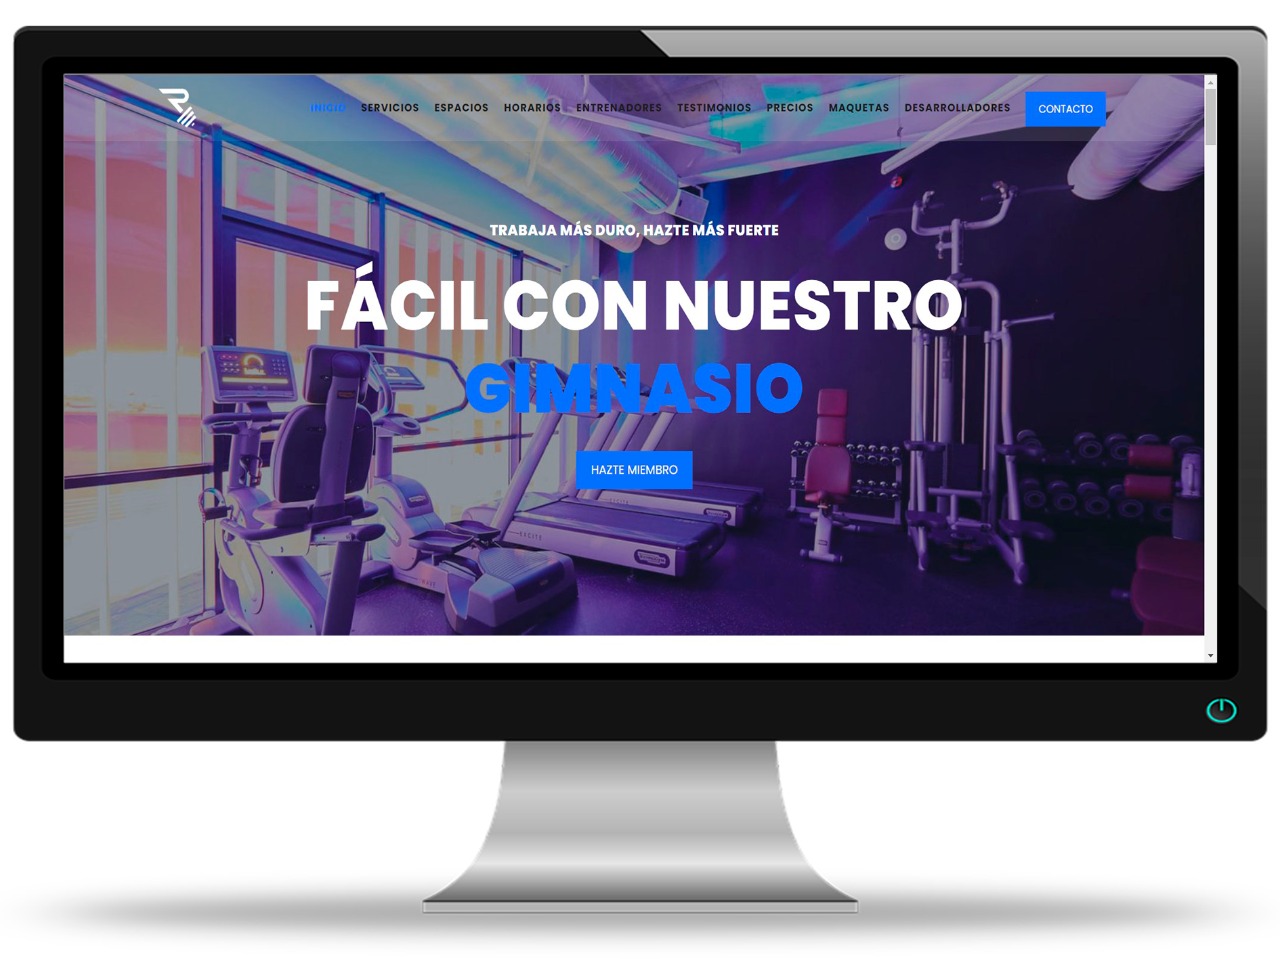 INICIO SERVICIOS ESPACIOS HORARIOS ENTRENADORES TESTIMONIOS PRECIOS MAQUETAS DESARROLLADORES CONTACTO
TRABAJA MÁS DURO, HAZTE MÁS FUERTE
FÁCIL CON NUESTRO
GIMNASIO
HAZTE MIEMBRO
EXCITE